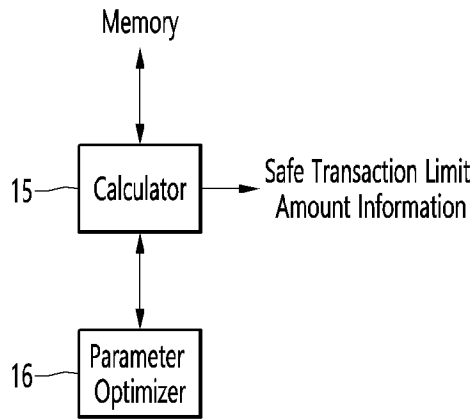 Memory
15
Calculator
Safe Transaction Limit
Amount Information
16
Parameter
Optimizer